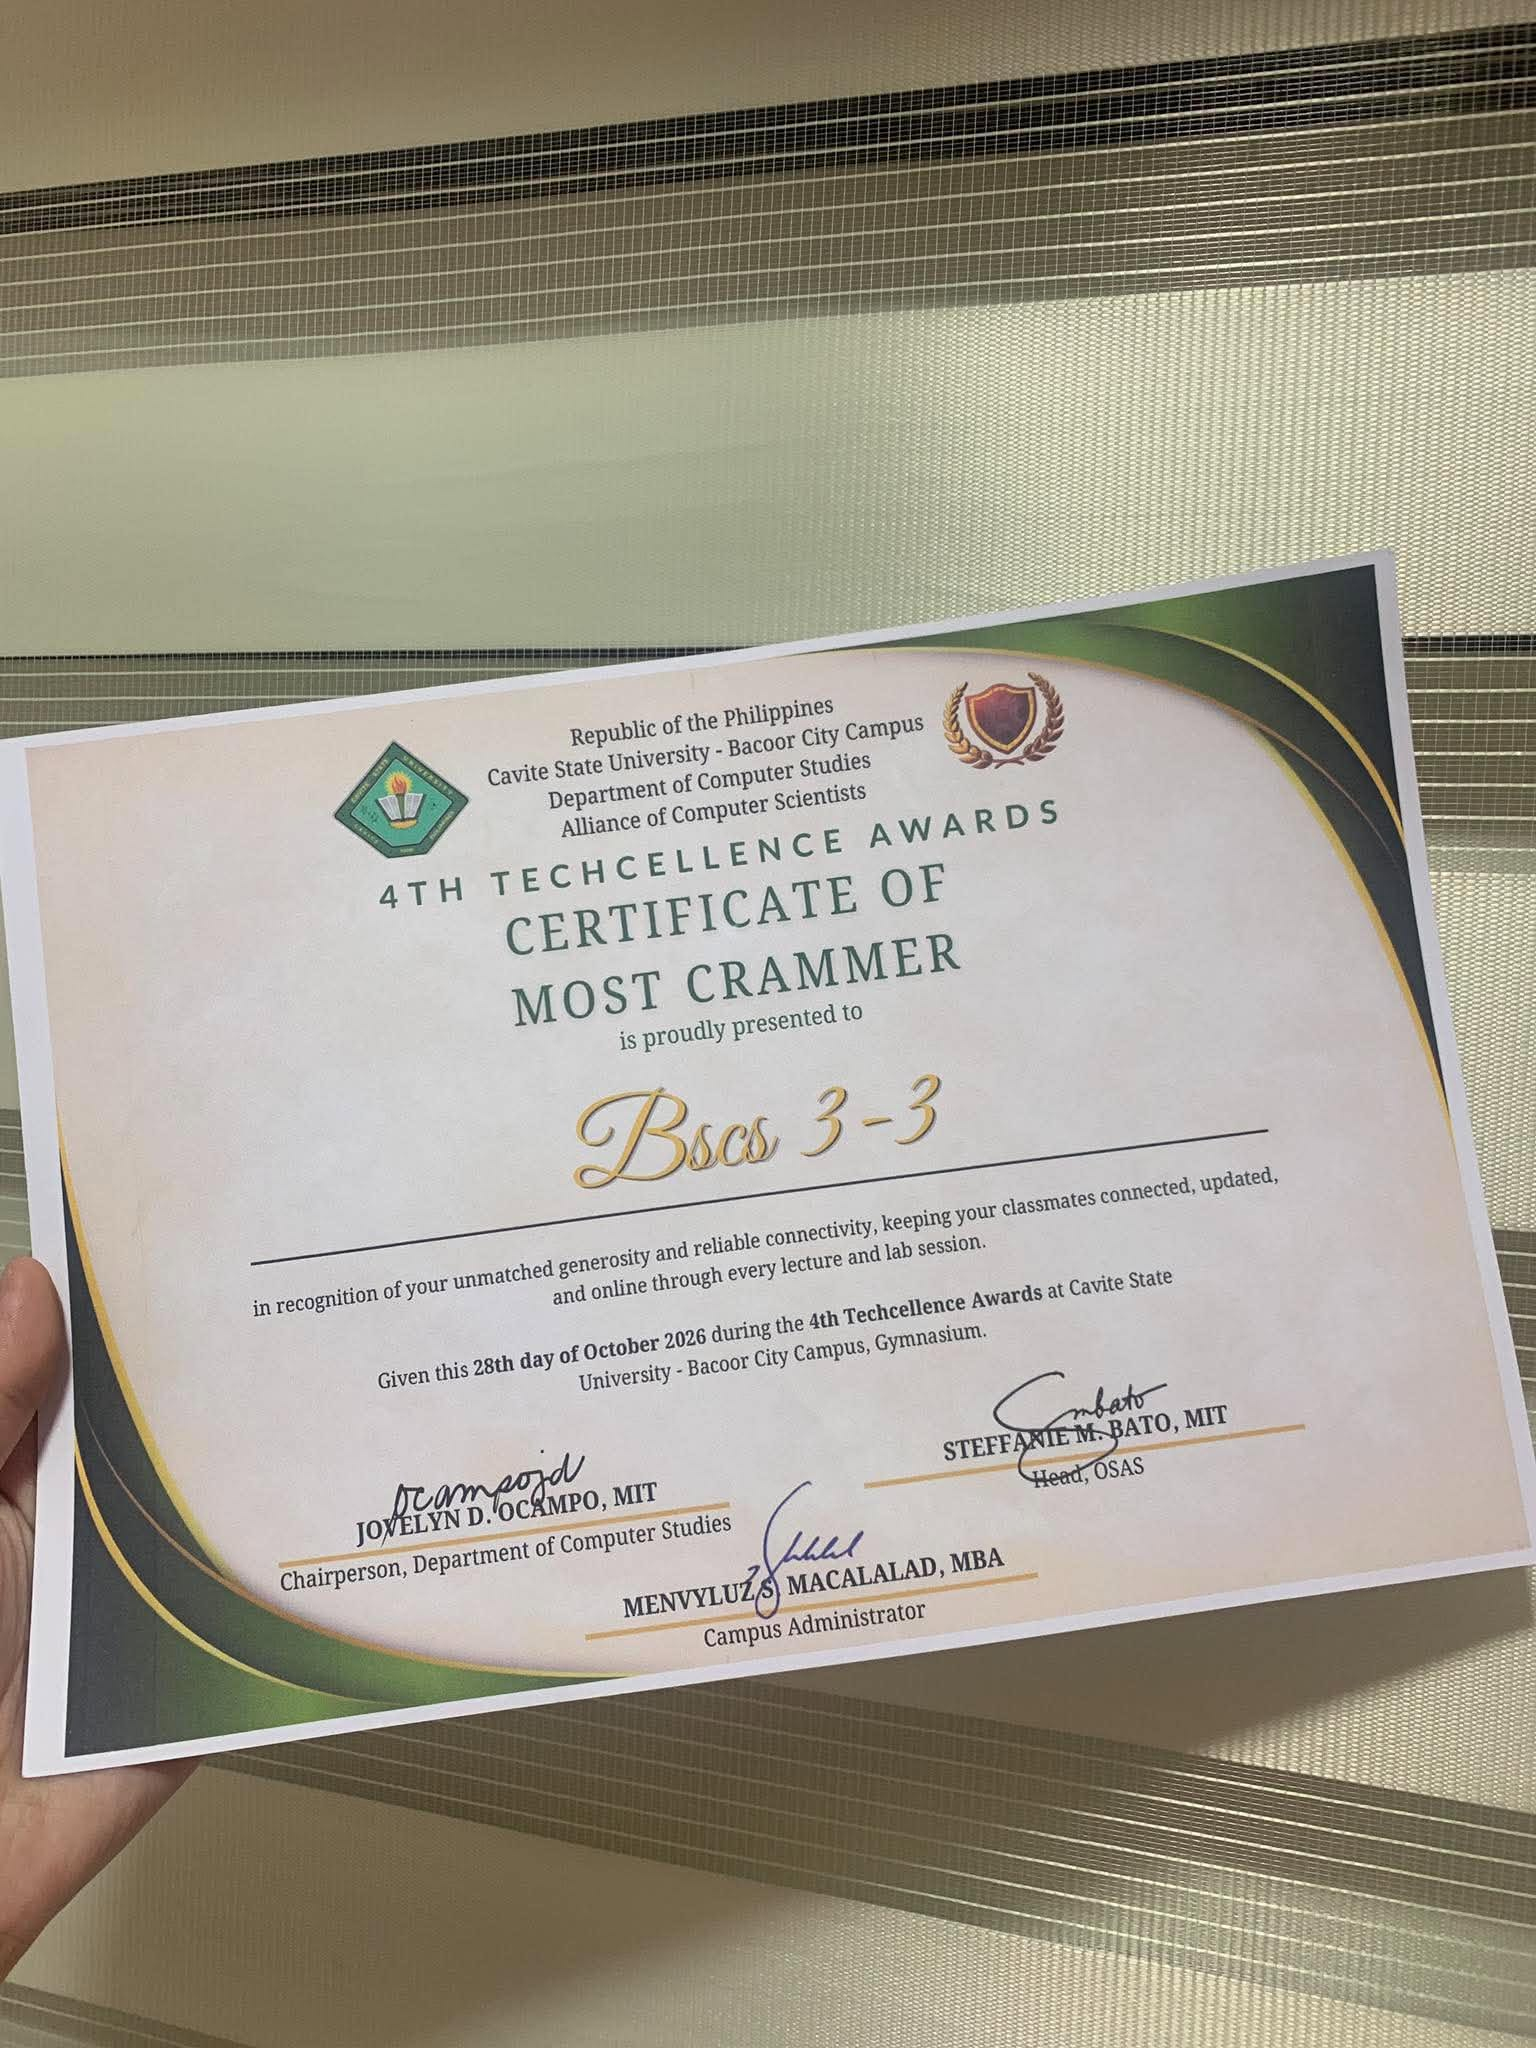 Republic of the Philippines
Cavite State University - Bacoor City Campus
Department of Computer Studies
Alliance of Computer Scientists
4TH TECHCELLENCE AWARDS
CERTIFICATE OF
MOST CRAMMER
is proudly presented to
Bscs 3-3
in recognition of your unmatched generosity and reliable connectivity, keeping your classmates connected, updated,
and online through every lecture and lab session.
Given this 28th day of October 2026 during the 4th Techcellence Awards at Cavite State
University - Bacoor City Campus, Gymnasium.
Ocampojd
JOVELYN D. OCAMPO, MIT
Chairperson, Department of Computer Studies
Smbato
STEFFANIE M. BATO, MIT
Head, OSAS
MENVYLUZ S. MACALALAD, MBA
Campus Administrator